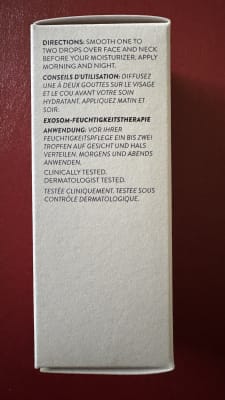 DIRECTIONS: SMOOTH ONE TO
TWO DROPS OVER FACE AND NECK
BEFORE YOUR MOISTURIZER. APPLY
MORNING AND NIGHT.
CONSEILS D'UTILISATION: DIFFUSEZ
UNE À DEUX GOUTTES SUR LE VISAGE
ET LE COU AVANT VOTRE SOIN
HYDRATANT. APPLIQUEZ MATIN ET
SOIR.
EXOSOM-FEUCHTIGKEITSTHERAPIE
ANWENDUNG: VOR IHRER
FEUCHTIGKEITSPFLEGE EIN BIS ZWEI
TROPFEN AUF GESICHT UND HALS
VERTEILEN. MORGENS UND ABENDS
ANWENDEN.
CLINICALLY TESTED.
DERMATOLOGIST TESTED.
TESTÉE CLINIQUEMENT. TESTEE SOUS
CONTRÔLE DERMATOLOGIQUE.